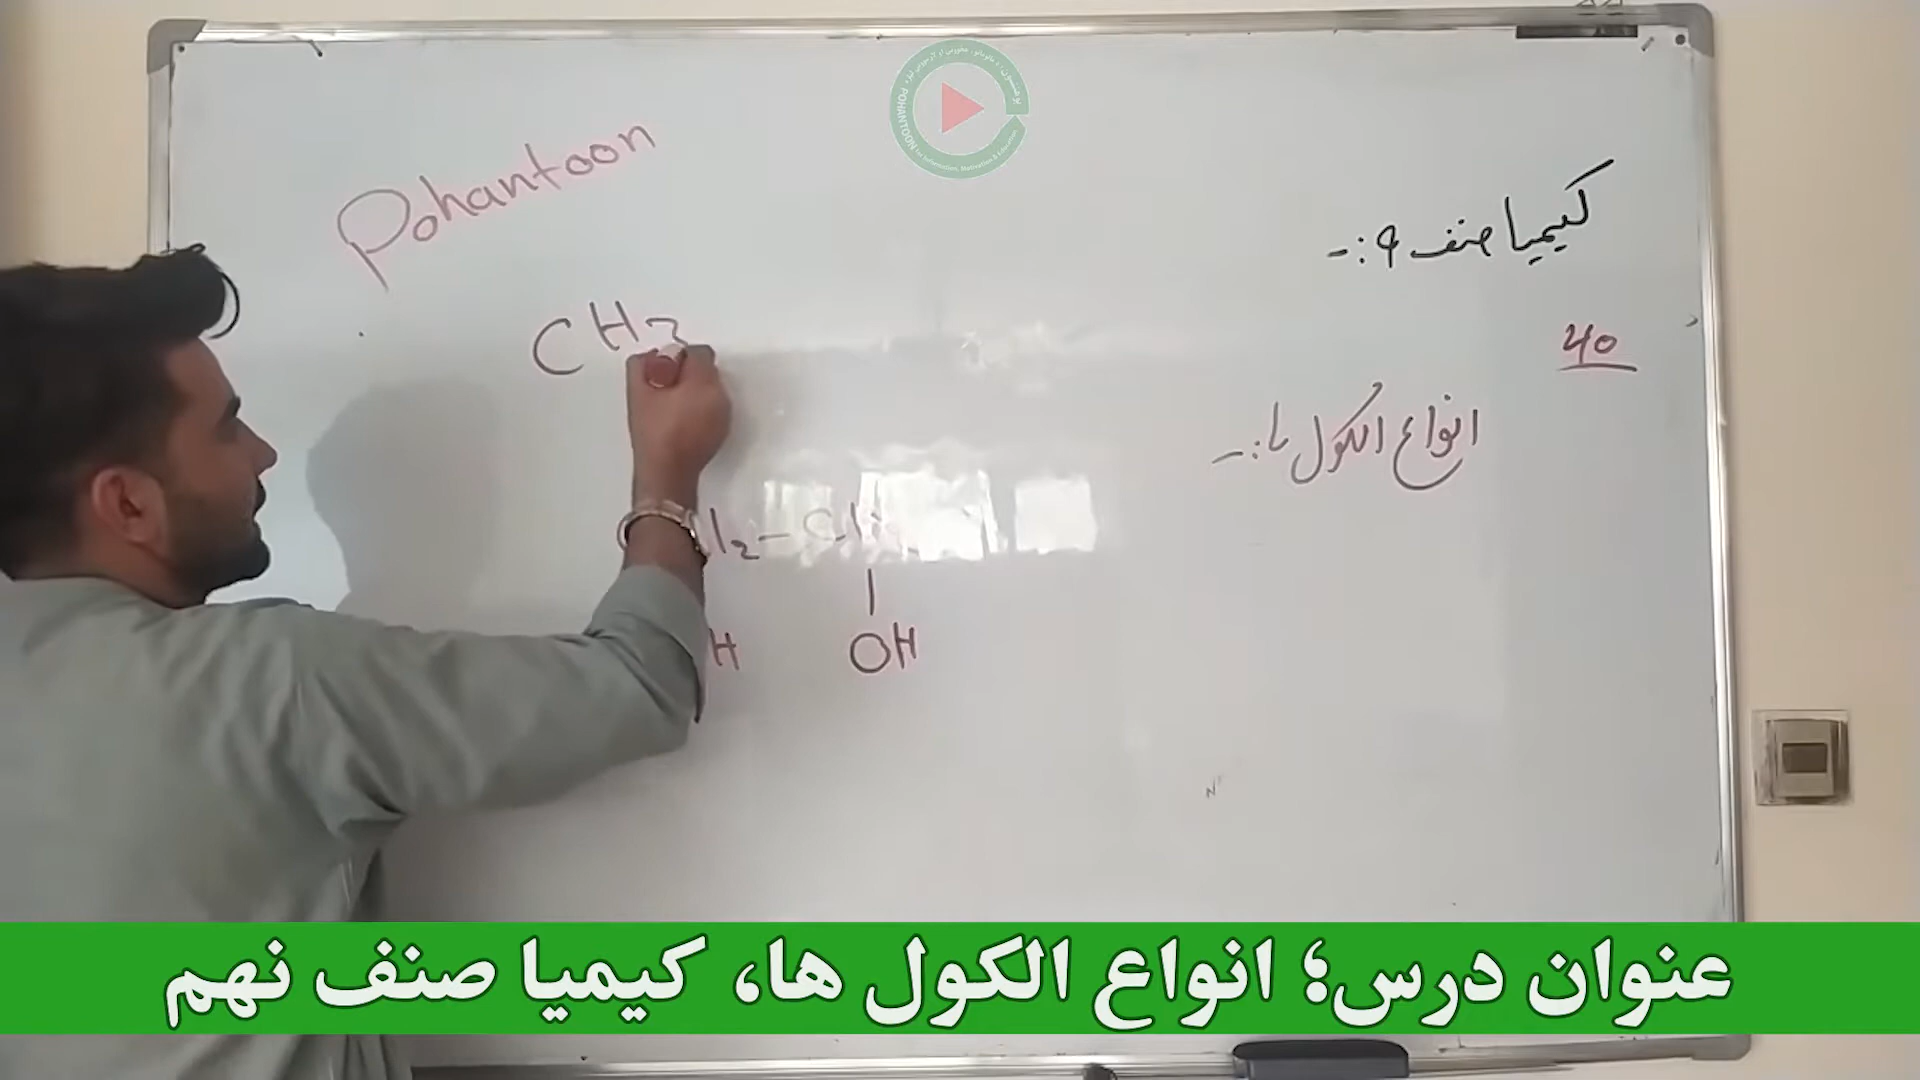 Pohantoon
کیمیا صنف ۹:-
40
انواع الکول ها:-
CH3
H
OH
عنوان درس؛ انواع الکول ها، کیمیا صنف نهم